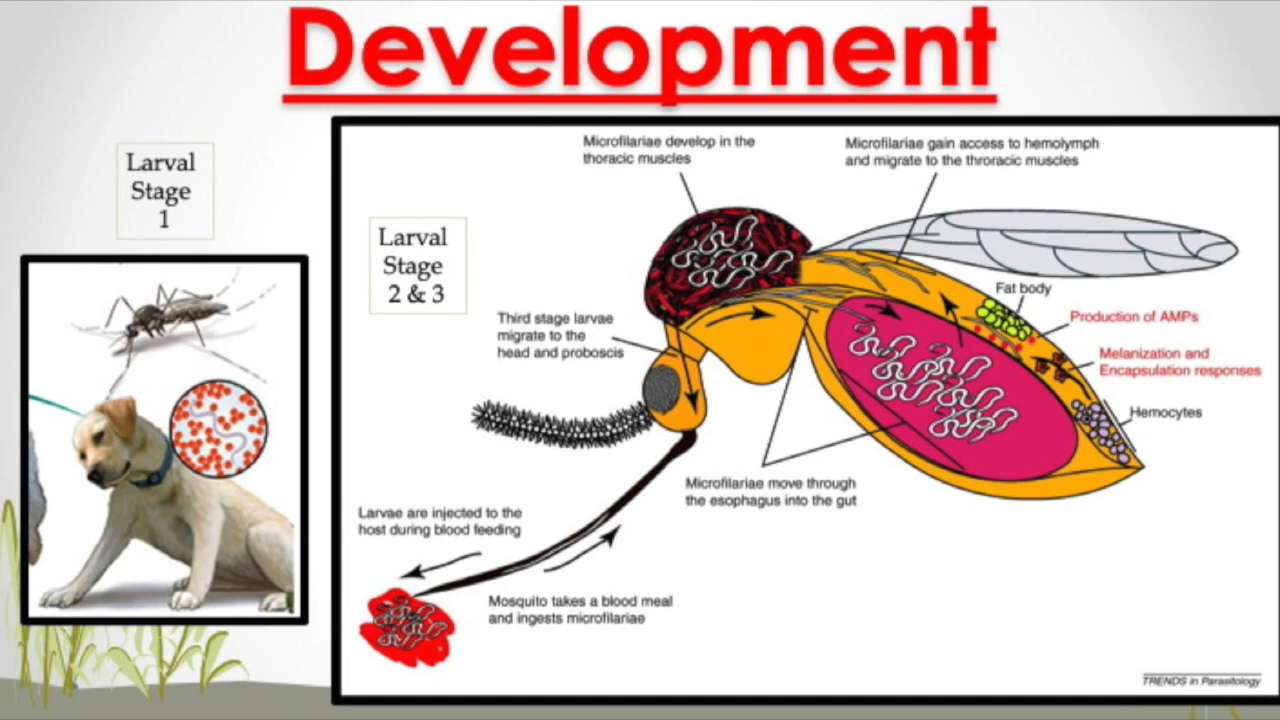 Development
Larval
Stage
1
Larval
Stage
2 & 3
Microfilariae develop in the
thoracic muscles
Microfilariae gain access to hemolymph
and migrate to the throracic muscles
Fat body
Production of AMPs
Melanization and
Encapsulation responses
Hemocytes
Third stage larvae
migrate to the
head and proboscis
Microfilariae move through
the esophagus into the gut
Larvae are injected to the
host during blood feeding
Mosquito takes a blood meal
and ingests microfilariae
TRENDS in Parasitology